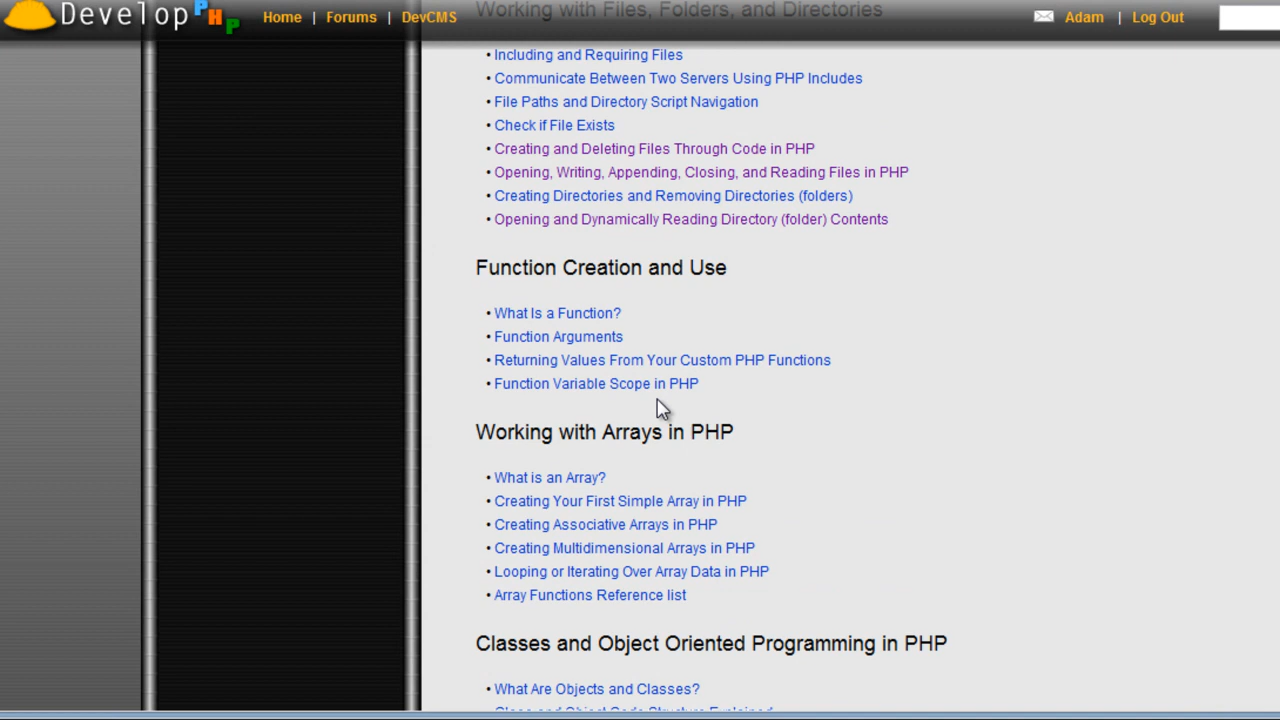 Develop PHP
Home | Forums | DevCMS
Adam | Log Out
Working with Files, Folders, and Directories
• Including and Requiring Files
• Communicate Between Two Servers Using PHP Includes
• File Paths and Directory Script Navigation
• Check if File Exists
• Creating and Deleting Files Through Code in PHP
• Opening, Writing, Appending, Closing, and Reading Files in PHP
• Creating Directories and Removing Directories (folders)
• Opening and Dynamically Reading Directory (folder) Contents
Function Creation and Use
• What Is a Function?
• Function Arguments
• Returning Values From Your Custom PHP Functions
• Function Variable Scope in PHP
Working with Arrays in PHP
• What is an Array?
• Creating Your First Simple Array in PHP
• Creating Associative Arrays in PHP
• Creating Multidimensional Arrays in PHP
• Looping or Iterating Over Array Data in PHP
• Array Functions Reference list
Classes and Object Oriented Programming in PHP
• What Are Objects and Classes?
• Class and Object Code Structure Explained